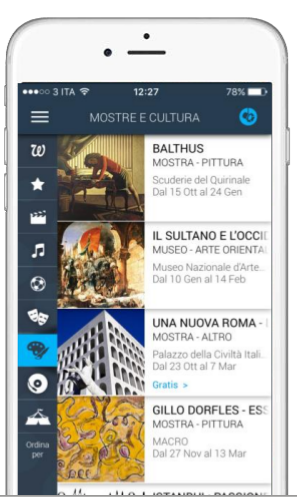 3 ITA 12:27 78%
MOSTRE E CULTURA
W
BALTHUS
MOSTRA - PITTURA
Scuderie del Quirinale
Dal 15 Ott al 24 Gen
IL SULTANO E L'OCCI
MUSEO - ARTE ORIENTAL
Museo Nazionale d'Arte..
Dal 10 Gen al 14 Feb
UNA NUOVA ROMA -
MOSTRA - ALTRO
Palazzo della Civiltà Itali..
Dal 23 Ott al 7 Mar
Gratis >
GILLO DORFLES - ESS
MOSTRA - PITTURA
MACRO
Dal 27 Nov al 13 Mar
Ordina
per